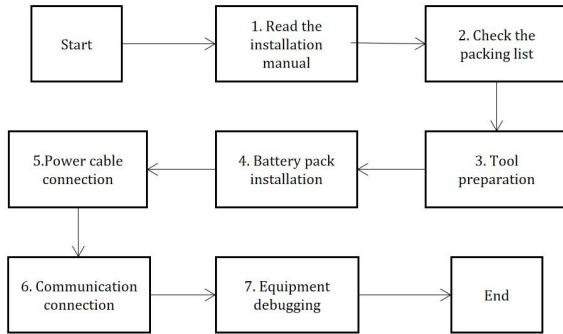 Start
1. Read the
installation
manual
2. Check the
packing list
3. Tool
preparation
4. Battery pack
installation
5.Power cable
connection
6. Communication
connection
7. Equipment
debugging
End